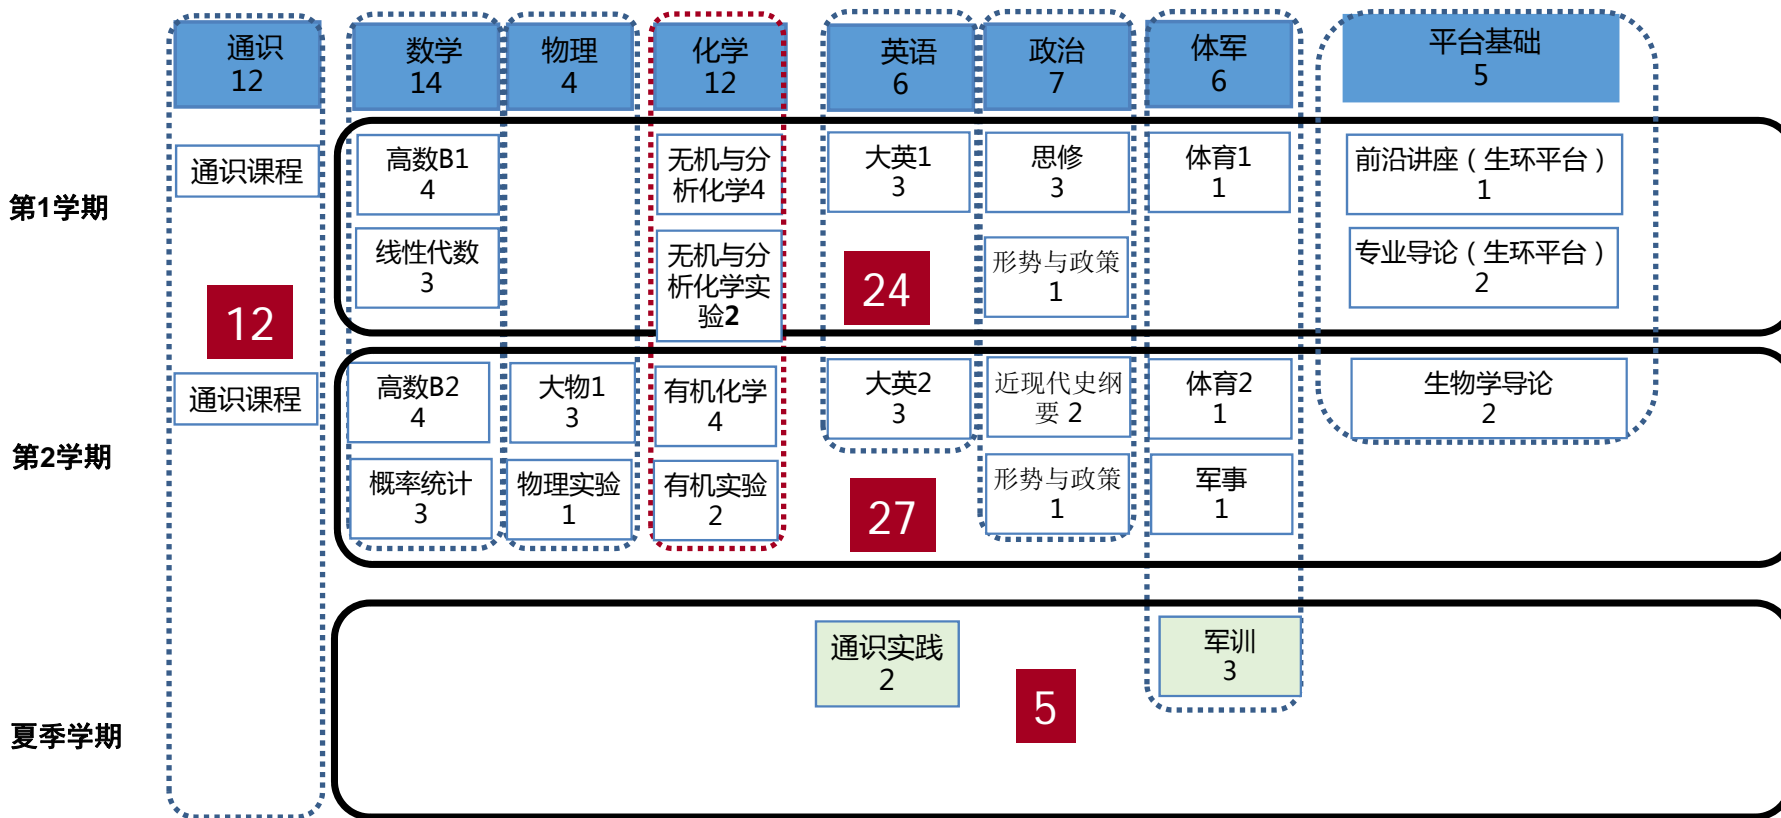 通识
12
数学
14
物理
4
化学
12
英语
6
政治
7
体军
6
平台基础
5
第1学期
通识课程
高数B1
4
线性代数
3
无机与分
析化学4
无机与分
析化学实
验2
大英1
3
思修
3
形势与政策
1
体育1
1
前沿讲座（生环平台）
1
专业导论（生环平台）
2
12
24
第2学期
通识课程
高数B2
4
概率统计
3
大物1
3
物理实验
1
有机化学
4
有机实验
2
大英2
3
近现代史纲
要 2
形势与政策
1
体育2
1
军事
1
生物学导论
2
27
夏季学期
通识实践
2
5
军训
3